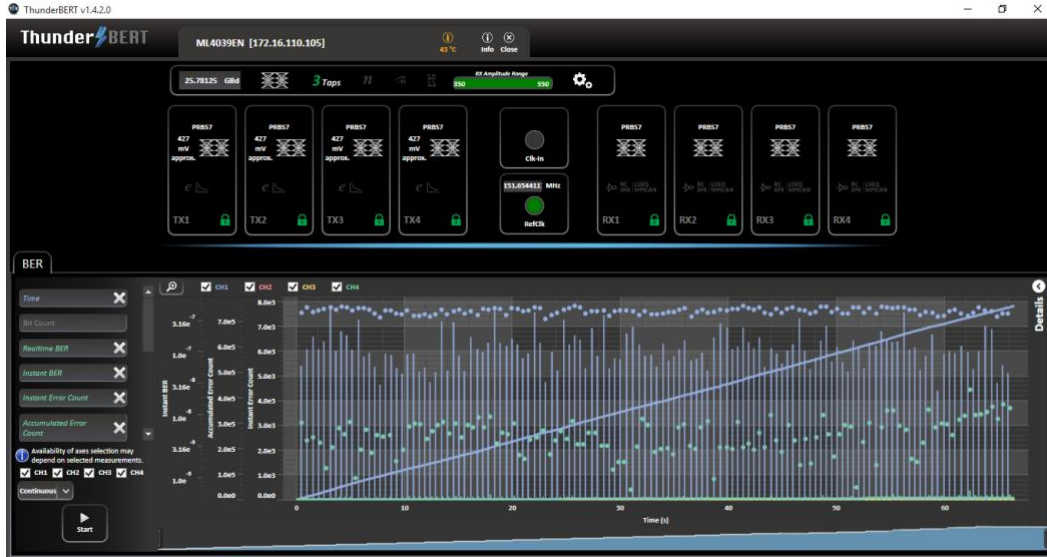 ThunderBERT v1.4.2.0
ThunderBERT
ML4039EN [172.16.110.105]
43 °C
Info
Close
25.78125 GBd
3 Taps
n
RX Amplitude Range
350
550
PRBS7
427
mV
approx.
TX1
PRBS7
427
mV
approx.
TX2
PRBS7
427
mV
approx.
TX3
PRBS7
427
mV
approx.
TX4
Clk-In
151.654411 MHz
RefClk
PRBS7
RX1
PRBS7
RX2
PRBS7
RX3
PRBS7
RX4
BER
Time
Bit Count
Realtime BER
Instant BER
Instant Error Count
Accumulated Error
Count
Availability of axes selection may
depend on selected measurements.
CH1 CH2 CH3 CH4
Continuous
Start
CH1 CH2 CH3 CH4
Instant BER
3.16e-7
1.0e-7
3.16e-8
1.0e-8
3.16e-9
1.0e-9
Accumulated Error Count
7.0e5
6.0e5
5.0e5
4.0e5
3.0e5
2.0e5
1.0e5
0.0e0
Instant Error Count
8.0e3
7.0e3
6.0e3
5.0e3
4.0e3
3.0e3
2.0e3
1.0e3
0.0e0
0 10 20 30 40 50 60
Time [s]
Details